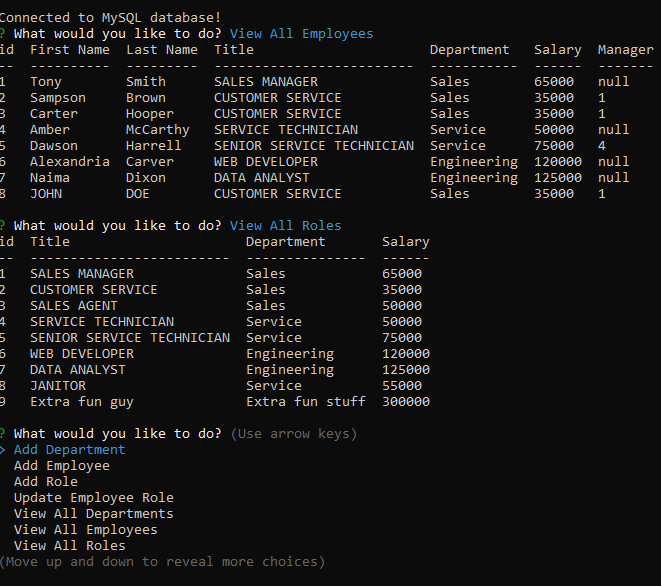 Connected to MySQL database!
? What would you like to do? View All Employees
id  First Name  Last Name  Title                      Department   Salary  Manager
--  ----------  ---------  -------------------------  -----------  ------  -------
1   Tony        Smith      SALES MANAGER              Sales        65000   null
2   Sampson     Brown      CUSTOMER SERVICE           Sales        35000   1
3   Carter      Hooper     CUSTOMER SERVICE           Sales        35000   1
4   Amber       McCarthy   SERVICE TECHNICIAN         Service      50000   null
5   Dawson      Harrell    SENIOR SERVICE TECHNICIAN  Service      75000   4
6   Alexandria  Carver     WEB DEVELOPER              Engineering  120000  null
7   Naima       Dixon      DATA ANALYST               Engineering  125000  null
8   JOHN        DOE        CUSTOMER SERVICE           Sales        35000   1
? What would you like to do? View All Roles
id  Title                      Department       Salary
--  -------------------------  ---------------  ------
1   SALES MANAGER              Sales            65000
2   CUSTOMER SERVICE           Sales            35000
3   SALES AGENT                Sales            50000
4   SERVICE TECHNICIAN         Service          50000
5   SENIOR SERVICE TECHNICIAN  Service          75000
6   WEB DEVELOPER              Engineering      120000
7   DATA ANALYST               Engineering      125000
8   JANITOR                    Service          55000
9   Extra fun guy              Extra fun stuff  300000
? What would you like to do? (Use arrow keys)
> Add Department
  Add Employee
  Add Role
  Update Employee Role
  View All Departments
  View All Employees
  View All Roles
(Move up and down to reveal more choices)